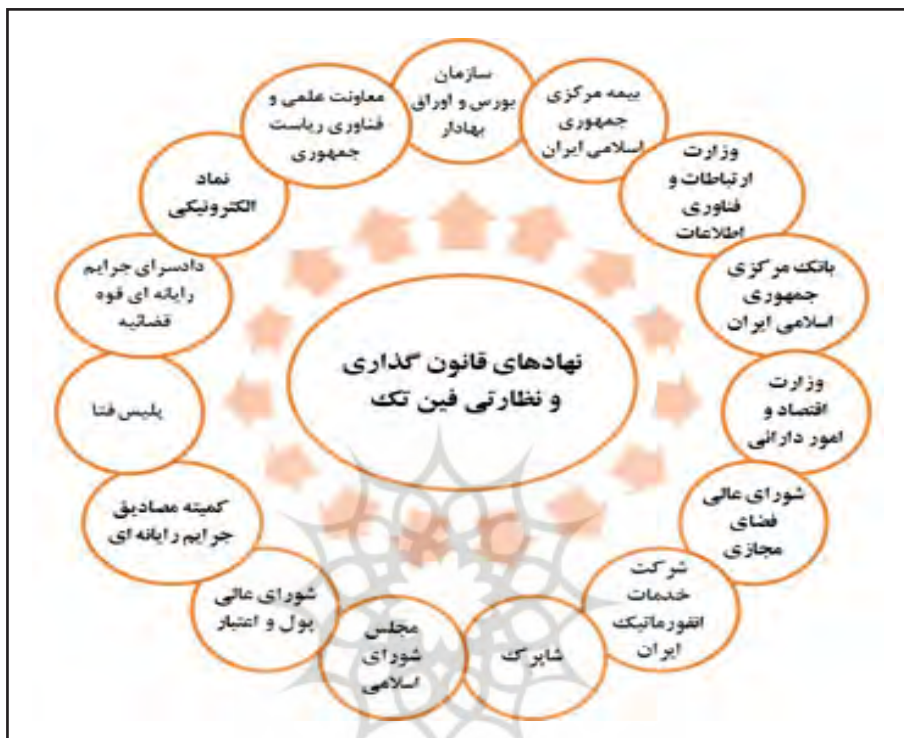 نهادهای قانون گذاری
و نظارتی فین تک
سازمان
بورس و اوراق
بهادار
بیمه مرکزی
جمهوری
اسلامی ایران
وزارت
ارتباطات و
فناوری
اطلاعات
بانک مرکزی
جمهوری
اسلامی ایران
وزارت
اقتصاد و
امور دارائی
شورای عالی
فضای
مجازی
شرکت
خدمات
انفورماتیک
ایران
شاپرک
مجلس
شورای
اسلامی
شورای عالی
پول و اعتبار
کمیته مصادیق
جرایم رایانه ای
پلیس فتا
دادسرای جرایم
رایانه ای قوه
قضائیه
نماد
الکترونیکی
معاونت علمی و
فناوری ریاست
جمهوری